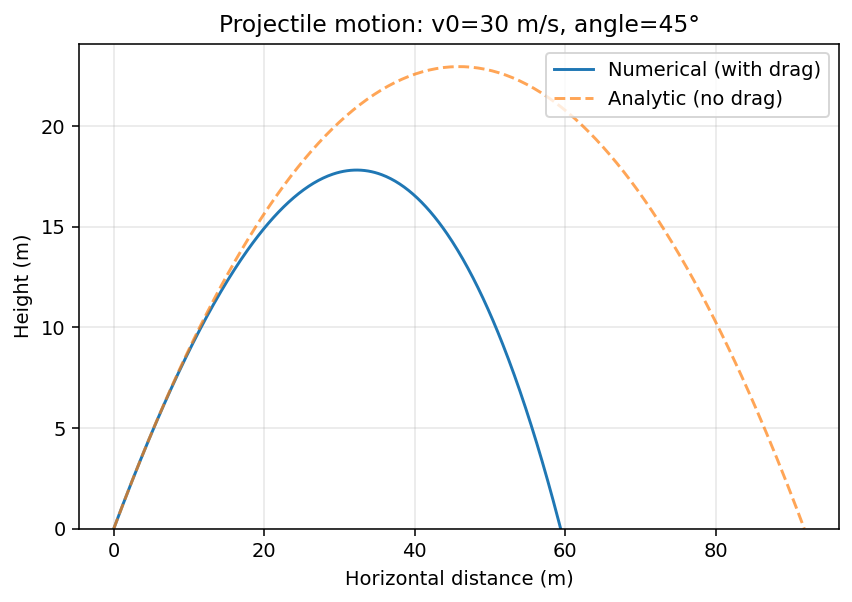 Projectile motion: v0=30 m/s, angle=45°
Numerical (with drag)
Analytic (no drag)
Height (m)
20
15
10
5
0
0 20 40 60 80
Horizontal distance (m)